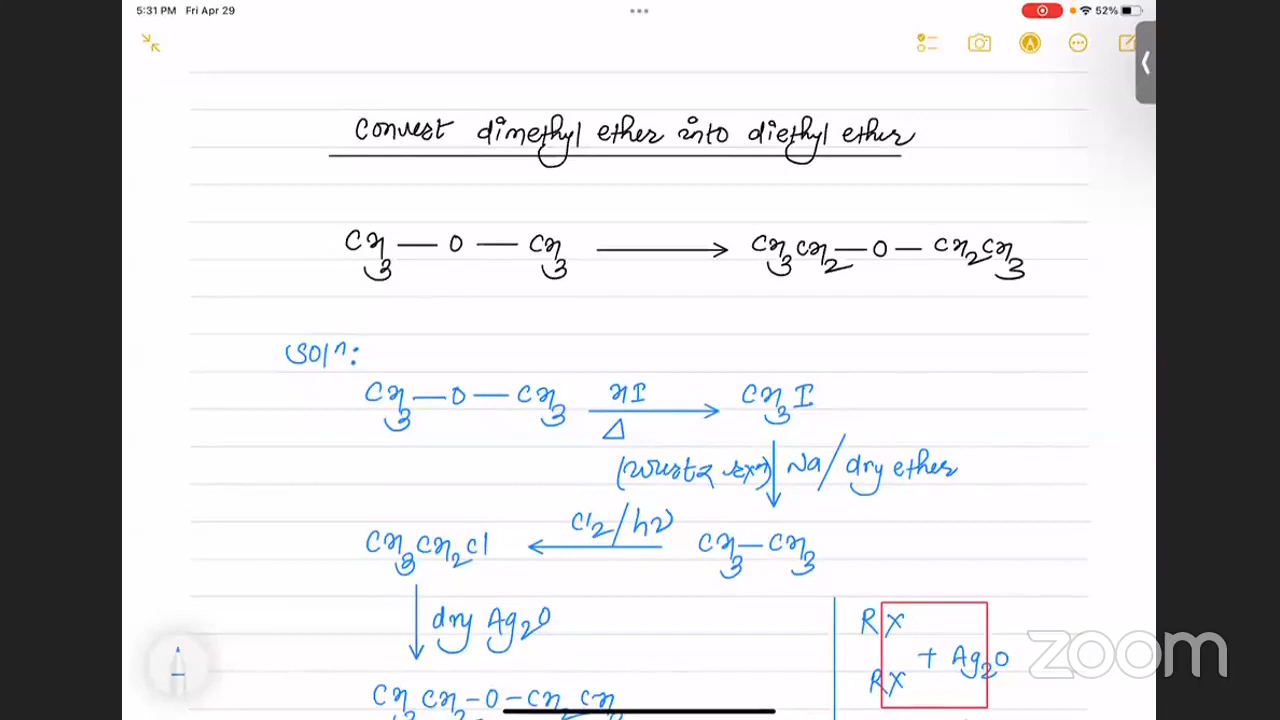 5:31 PM Fri Apr 29
52%
Convert dimethyl ether into diethyl ether
CH3 — O — CH3 ⟶ CH3CH2 — O — CH2CH3
Soln:
CH3 — O — CH3 HI Δ ⟶ CH3I
(Wurtz rxn) ↓ Na/dry ether
CH3CH2Cl ⟵ Cl2/hν CH3—CH3
↓ dry Ag2O
CH3CH2-O-CH2CH3
RX
+ Ag2O
RX
zoom